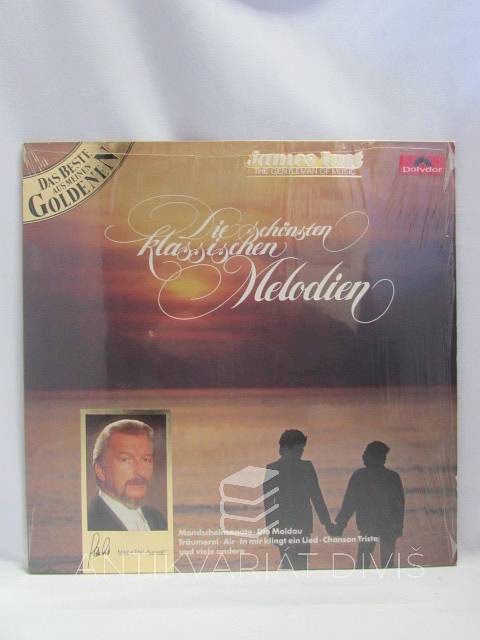 DAS BESTE
AUS MEINEN
GOLDENEN
James Last
THE GENTLEMAN OF MUSIC
polydor
Die schönsten
klassischen
Melodien
Mondscheinsonate · Die Moldau
Träumerei · Air · In mir klingt ein Lied · Chanson Triste
und viele andere
ANTIKVARIÁT DIVIŠ